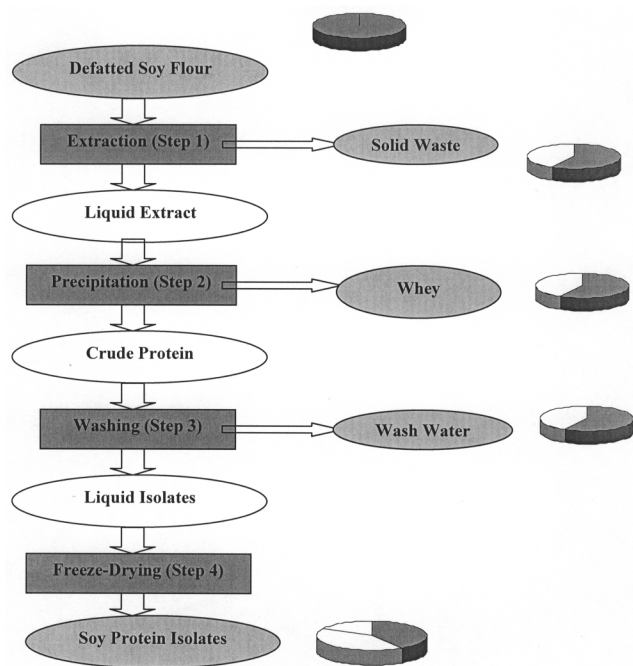 Defatted Soy Flour
Extraction (Step 1)
Solid Waste
Liquid Extract
Precipitation (Step 2)
Whey
Crude Protein
Washing (Step 3)
Wash Water
Liquid Isolates
Freeze-Drying (Step 4)
Soy Protein Isolates